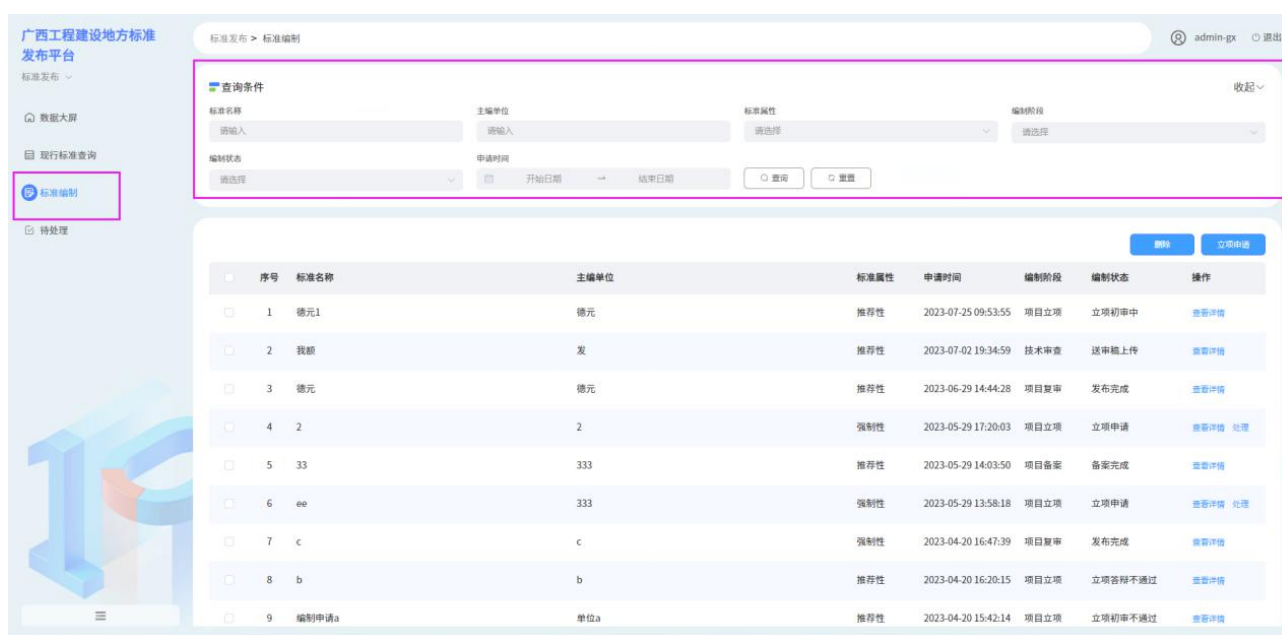 广西工程建设地方标准
发布平台
标准发布
标准发布 > 标准编制
admin-gx 退出
数据大屏
现行标准查询
标准编制
待处理
查询条件 收起
标准名称 主编单位 标准属性 编制阶段
请输入 请输入 请选择 请选择
编制状态 申请时间
请选择 开始日期 → 结束日期 查询 重置
删除 立项申请
序号 标准名称 主编单位 标准属性 申请时间 编制阶段 编制状态 操作
1 德元1 德元 推荐性 2023-07-25 09:53:55 项目立项 立项初审中 查看详情
2 我额 发 推荐性 2023-07-02 19:34:59 技术审查 送审稿上传 查看详情
3 德元 德元 推荐性 2023-06-29 14:44:28 项目复审 发布完成 查看详情
4 2 2 强制性 2023-05-29 17:20:03 项目立项 立项申请 查看详情 处理
5 33 333 推荐性 2023-05-29 14:03:50 项目备案 备案完成 查看详情
6 ee 333 强制性 2023-05-29 13:58:18 项目立项 立项申请 查看详情 处理
7 c c 强制性 2023-04-20 16:47:39 项目复审 发布完成 查看详情
8 b b 推荐性 2023-04-20 16:20:15 项目立项 立项答辩不通过 查看详情
9 编制申请a 单位a 推荐性 2023-04-20 15:42:14 项目立项 立项初审不通过 查看详情